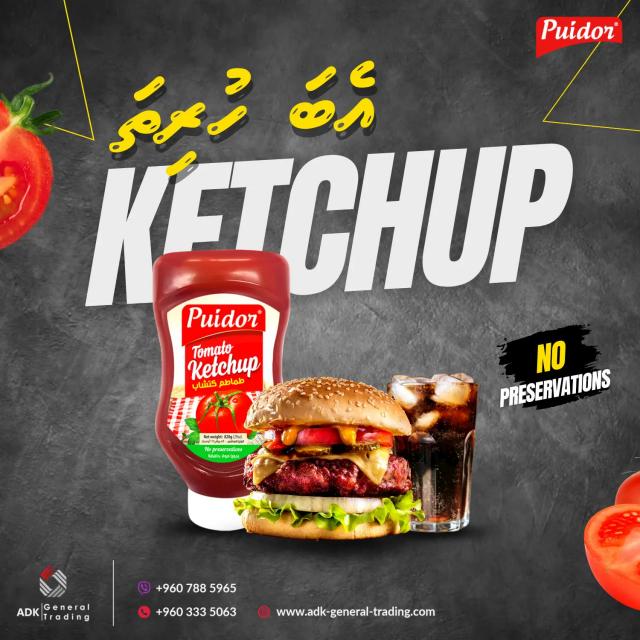 Puidor®
އެބަ ހުރިތަ
KETCHUP
Puidor®
Tomato
Ketchup
طماطم كتشاب
No preservatives
NO
PRESERVATIONS
ADK General
Trading
+960 788 5965
+960 333 5063
www.adk-general-trading.com